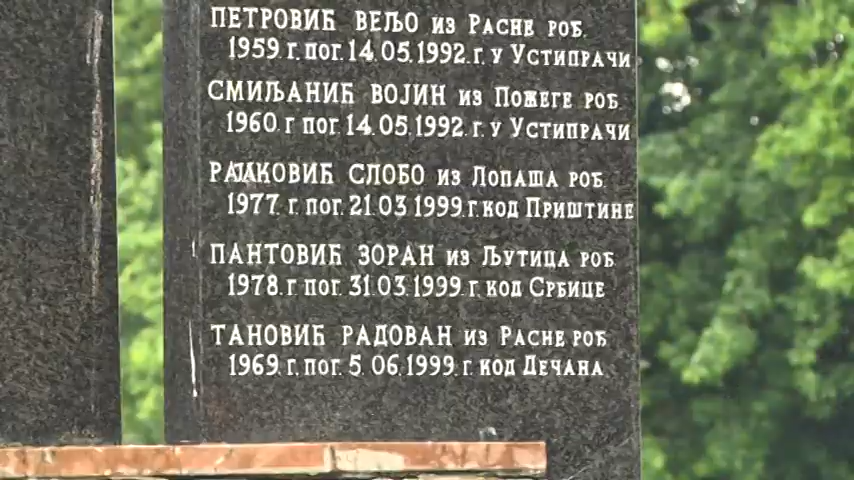 ПЕТРОВИЋ ВЕЉО из РАСНЕ РОЂ.
1959. Г. ПОГ. 14.05.1992. Г. У УСТИПРАЧИ
СМИЉАНИЋ ВОЈИН ИЗ ПОЖЕГЕ РОЂ.
1960. Г ПОГ. 14.05.1992. Г. У УСТИПРАЧИ
СЛОБО ИЗ ЛОПАША РОЂ.
1977. Г. ПОГ. 21.03 1999. Г. КОД ПРИШТИНЕ
ПАНТОВИЋ ЗОРАН ИЗ ЉУТИЦА РОЂ
1978. Г ПОГ. 31.03.1999. Г. КОД СРБИЦЕ
ТАНОВИЋ РАДОВАН ИЗ РАСНЕ РОЂ
1969. Г. ПОГ. 5.06.1999. Г. КОД ДЕЧАНА